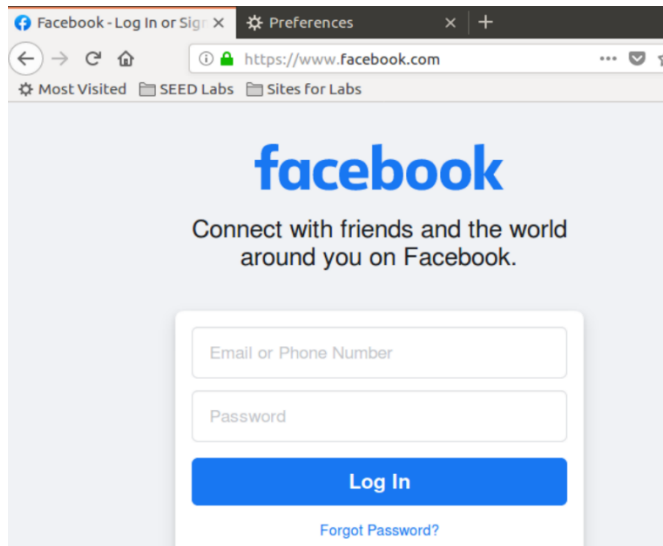 Facebook - Log In or Sig
Preferences
https://www.facebook.com
Most Visited SEED Labs Sites for Labs
facebook
Connect with friends and the world
around you on Facebook.
Email or Phone Number
Password
Log In
Forgot Password?